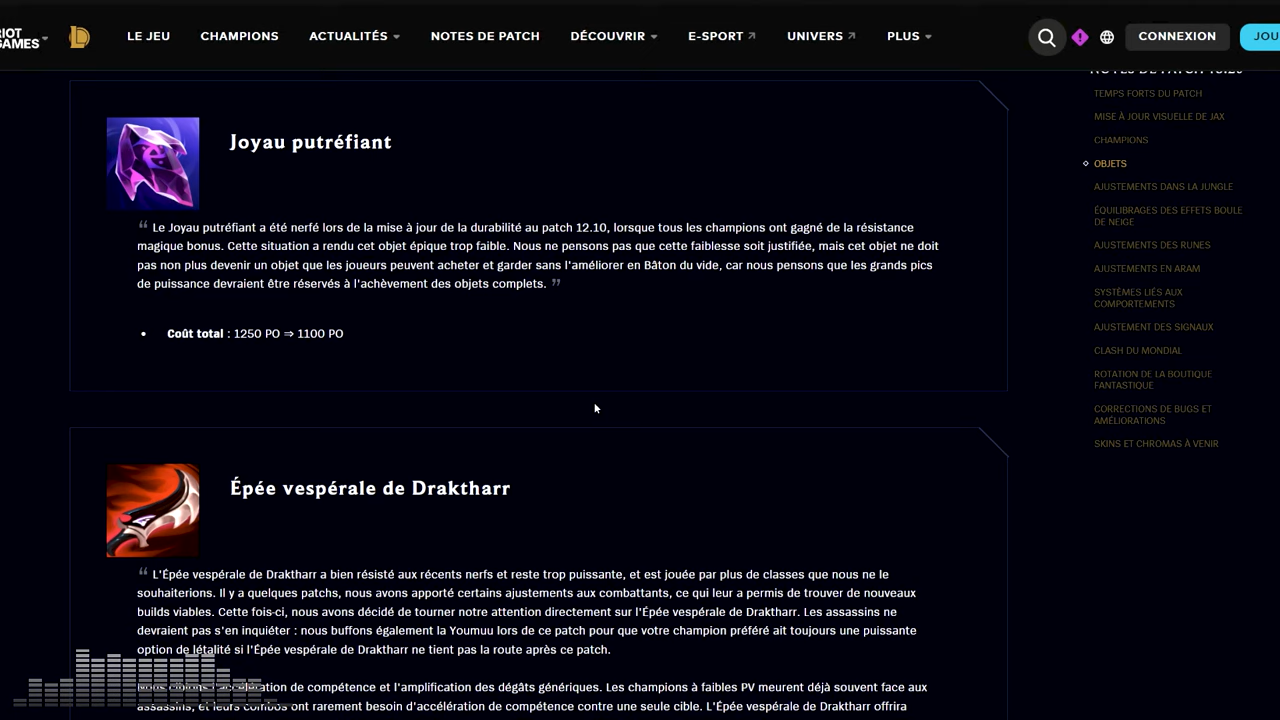 RIOT
GAMES
LE JEU
CHAMPIONS
ACTUALITÉS
NOTES DE PATCH
DÉCOUVRIR
E-SPORT
UNIVERS
PLUS
CONNEXION
JOU
Joyau putréfiant
“ Le Joyau putréfiant a été nerfé lors de la mise à jour de la durabilité au patch 12.10, lorsque tous les champions ont gagné de la résistance
magique bonus. Cette situation a rendu cet objet épique trop faible. Nous ne pensons pas que cette faiblesse soit justifiée, mais cet objet ne doit
pas non plus devenir un objet que les joueurs peuvent acheter et garder sans l'améliorer en Bâton du vide, car nous pensons que les grands pics
de puissance devraient être réservés à l'achèvement des objets complets. ”
• Coût total : 1250 PO ⇒ 1100 PO
Épée vespérale de Draktharr
“ L'Épée vespérale de Draktharr a bien résisté aux récents nerfs et reste trop puissante, et est jouée par plus de classes que nous ne le
souhaiterions. Il y a quelques patchs, nous avons apporté certains ajustements aux combattants, ce qui leur a permis de trouver de nouveaux
builds viables. Cette fois-ci, nous avons décidé de tourner notre attention directement sur l'Épée vespérale de Draktharr. Les assassins ne
devraient pas s'en inquiéter : nous buffons également la Youmuu lors de ce patch pour que votre champion préféré ait toujours une puissante
option de létalité si l'Épée vespérale de Draktharr ne tient pas la route après ce patch.
Nous ciblons l'accélération de compétence et l'amplification des dégâts génériques. Les champions à faibles PV meurent déjà souvent face aux
assassins, et leurs combos ont rarement besoin d'accélération de compétence contre une seule cible. L'Épée vespérale de Draktharr offrira
NOTES DE PATCH 13.20
TEMPS FORTS DU PATCH
MISE À JOUR VISUELLE DE JAX
CHAMPIONS
OBJETS
AJUSTEMENTS DANS LA JUNGLE
ÉQUILIBRAGES DES EFFETS BOULE
DE NEIGE
AJUSTEMENTS DES RUNES
AJUSTEMENTS EN ARAM
SYSTÈMES LIÉS AUX
COMPORTEMENTS
AJUSTEMENT DES SIGNAUX
CLASH DU MONDIAL
ROTATION DE LA BOUTIQUE
FANTASTIQUE
CORRECTIONS DE BUGS ET
AMÉLIORATIONS
SKINS ET CHROMAS À VENIR